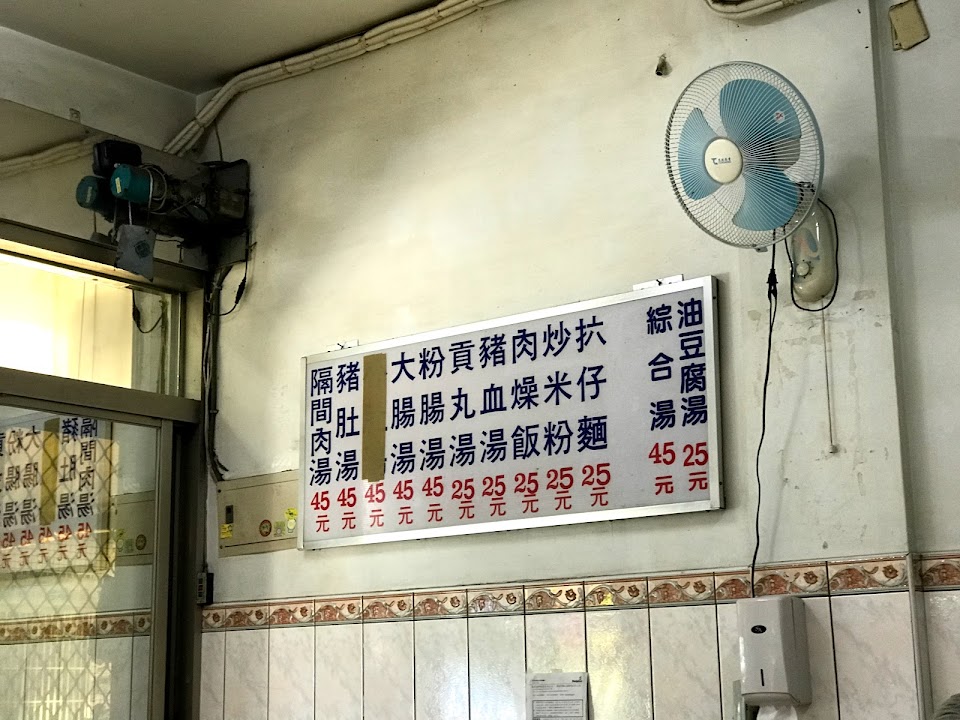 油豆腐湯 25元
綜合湯 45元
扒仔麵 25元
炒米粉 25元
肉燥飯 25元
豬血湯 25元
貢丸湯 25元
粉腸湯 45元
大腸湯 45元
45元
豬肚湯 45元
隔間肉湯 45元